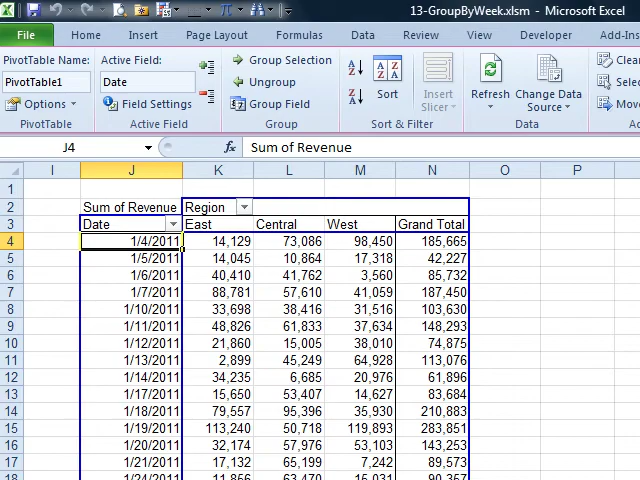 13-GroupByWeek.xlsm - Microsoft Excel
File Home Insert Page Layout Formulas Data Review View Developer Add-Ins
PivotTable Name: Active Field: Group Selection Clear
PivotTable1 Date Ungroup Sort Insert Slicer Refresh Change Data Source Select
Options Field Settings Group Field Move
PivotTable Active Field Group Sort & Filter Data
J4 fx Sum of Revenue
I J K L M N O P
1
2 Sum of Revenue Region
3 Date East Central West Grand Total
4 1/4/2011 14,129 73,086 98,450 185,665
5 1/5/2011 14,045 10,864 17,318 42,227
6 1/6/2011 40,410 41,762 3,560 85,732
7 1/7/2011 88,781 57,610 41,059 187,450
8 1/10/2011 33,698 38,416 31,516 103,630
9 1/11/2011 48,826 61,833 37,634 148,293
10 1/12/2011 21,860 15,005 38,010 74,875
11 1/13/2011 2,899 45,249 64,928 113,076
12 1/14/2011 34,235 6,685 20,976 61,896
13 1/17/2011 15,650 53,407 14,627 83,684
14 1/18/2011 79,557 95,396 35,930 210,883
15 1/19/2011 113,240 50,718 119,893 283,851
16 1/20/2011 32,174 57,976 53,103 143,253
17 1/21/2011 17,132 65,199 7,242 89,573
18 1/24/2011 11,856 63,470 15,031 90,357